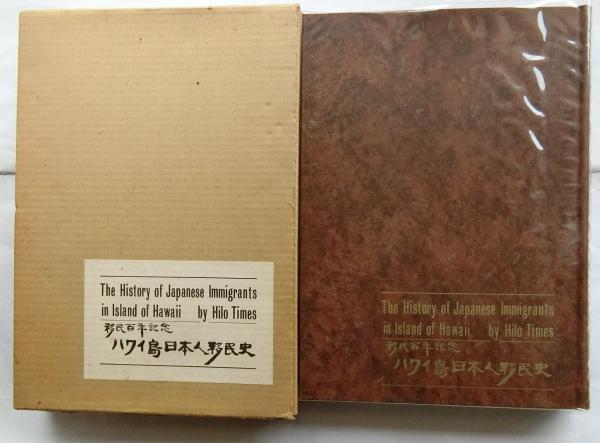 The History of Japanese Immigrants
in Island of Hawaii by Hilo Times
移民百年記念
ハワイ島日本人移民史
The History of Japanese Immigrants
in Island of Hawaii by Hilo Times
移民百年記念
ハワイ島日本人移民史